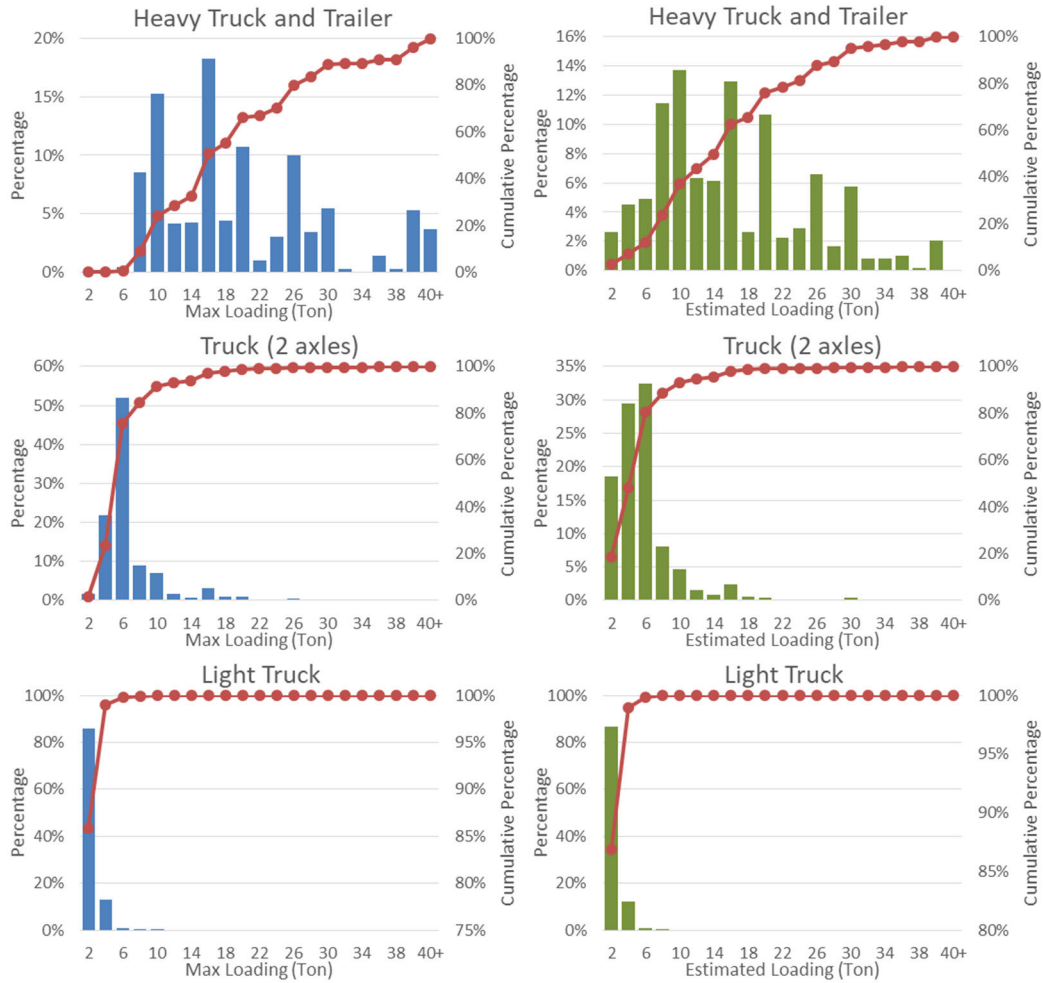 Heavy Truck and Trailer
20%
15%
10%
5%
0%
Percentage
100%
80%
60%
40%
20%
0%
Cumulative Percentage
2 6 10 14 18 22 26 30 34 38 40+
Max Loading (Ton)
Heavy Truck and Trailer
16%
14%
12%
10%
8%
6%
4%
2%
0%
Percentage
100%
80%
60%
40%
20%
0%
Cumulative Percentage
2 6 10 14 18 22 26 30 34 38 40+
Estimated Loading (Ton)
Truck (2 axles)
60%
50%
40%
30%
20%
10%
0%
Percentage
100%
80%
60%
40%
20%
0%
Cumulative Percentage
2 6 10 14 18 22 26 30 34 38 40+
Max Loading (Ton)
Truck (2 axles)
35%
30%
25%
20%
15%
10%
5%
0%
Percentage
100%
80%
60%
40%
20%
0%
Cumulative Percentage
2 6 10 14 18 22 26 30 34 38 40+
Estimated Loading (Ton)
Light Truck
100%
80%
60%
40%
20%
0%
Percentage
100%
95%
90%
85%
80%
75%
Cumulative Percentage
2 6 10 14 18 22 26 30 34 38 40+
Max Loading (Ton)
Light Truck
100%
80%
60%
40%
20%
0%
Percentage
100%
95%
90%
85%
80%
Cumulative Percentage
2 6 10 14 18 22 26 30 34 38 40+
Estimated Loading (Ton)